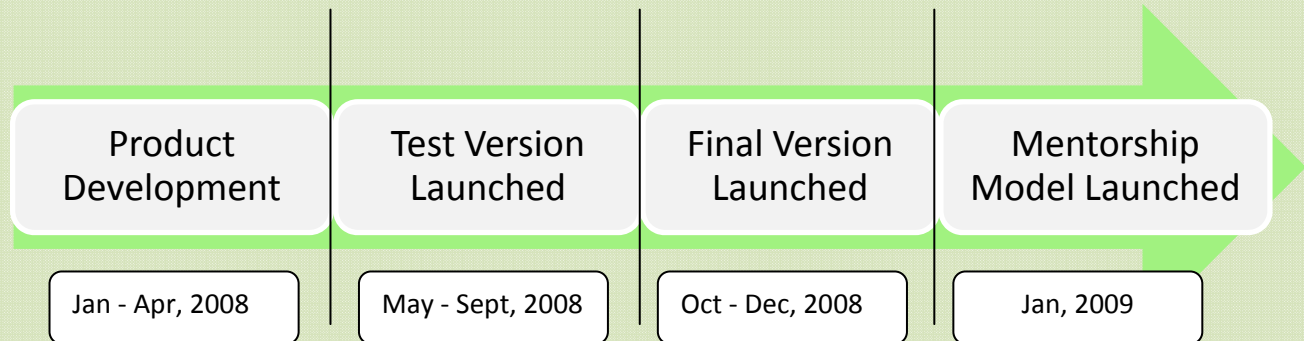 Product
Development
Test Version
Launched
Final Version
Launched
Mentorship
Model Launched
Jan - Apr, 2008
May - Sept, 2008
Oct - Dec, 2008
Jan, 2009